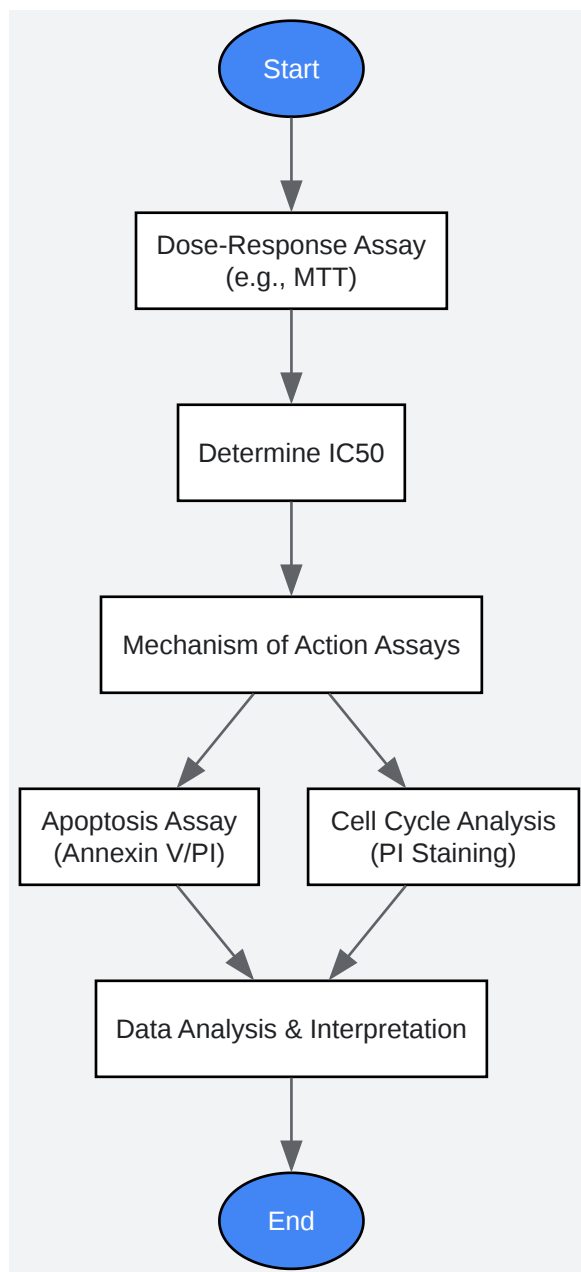 Start
Dose-Response Assay
(e.g., MTT)
Determine IC50
Mechanism of Action Assays
Apoptosis Assay
(Annexin V/PI)
Cell Cycle Analysis
(PI Staining)
Data Analysis & Interpretation
End